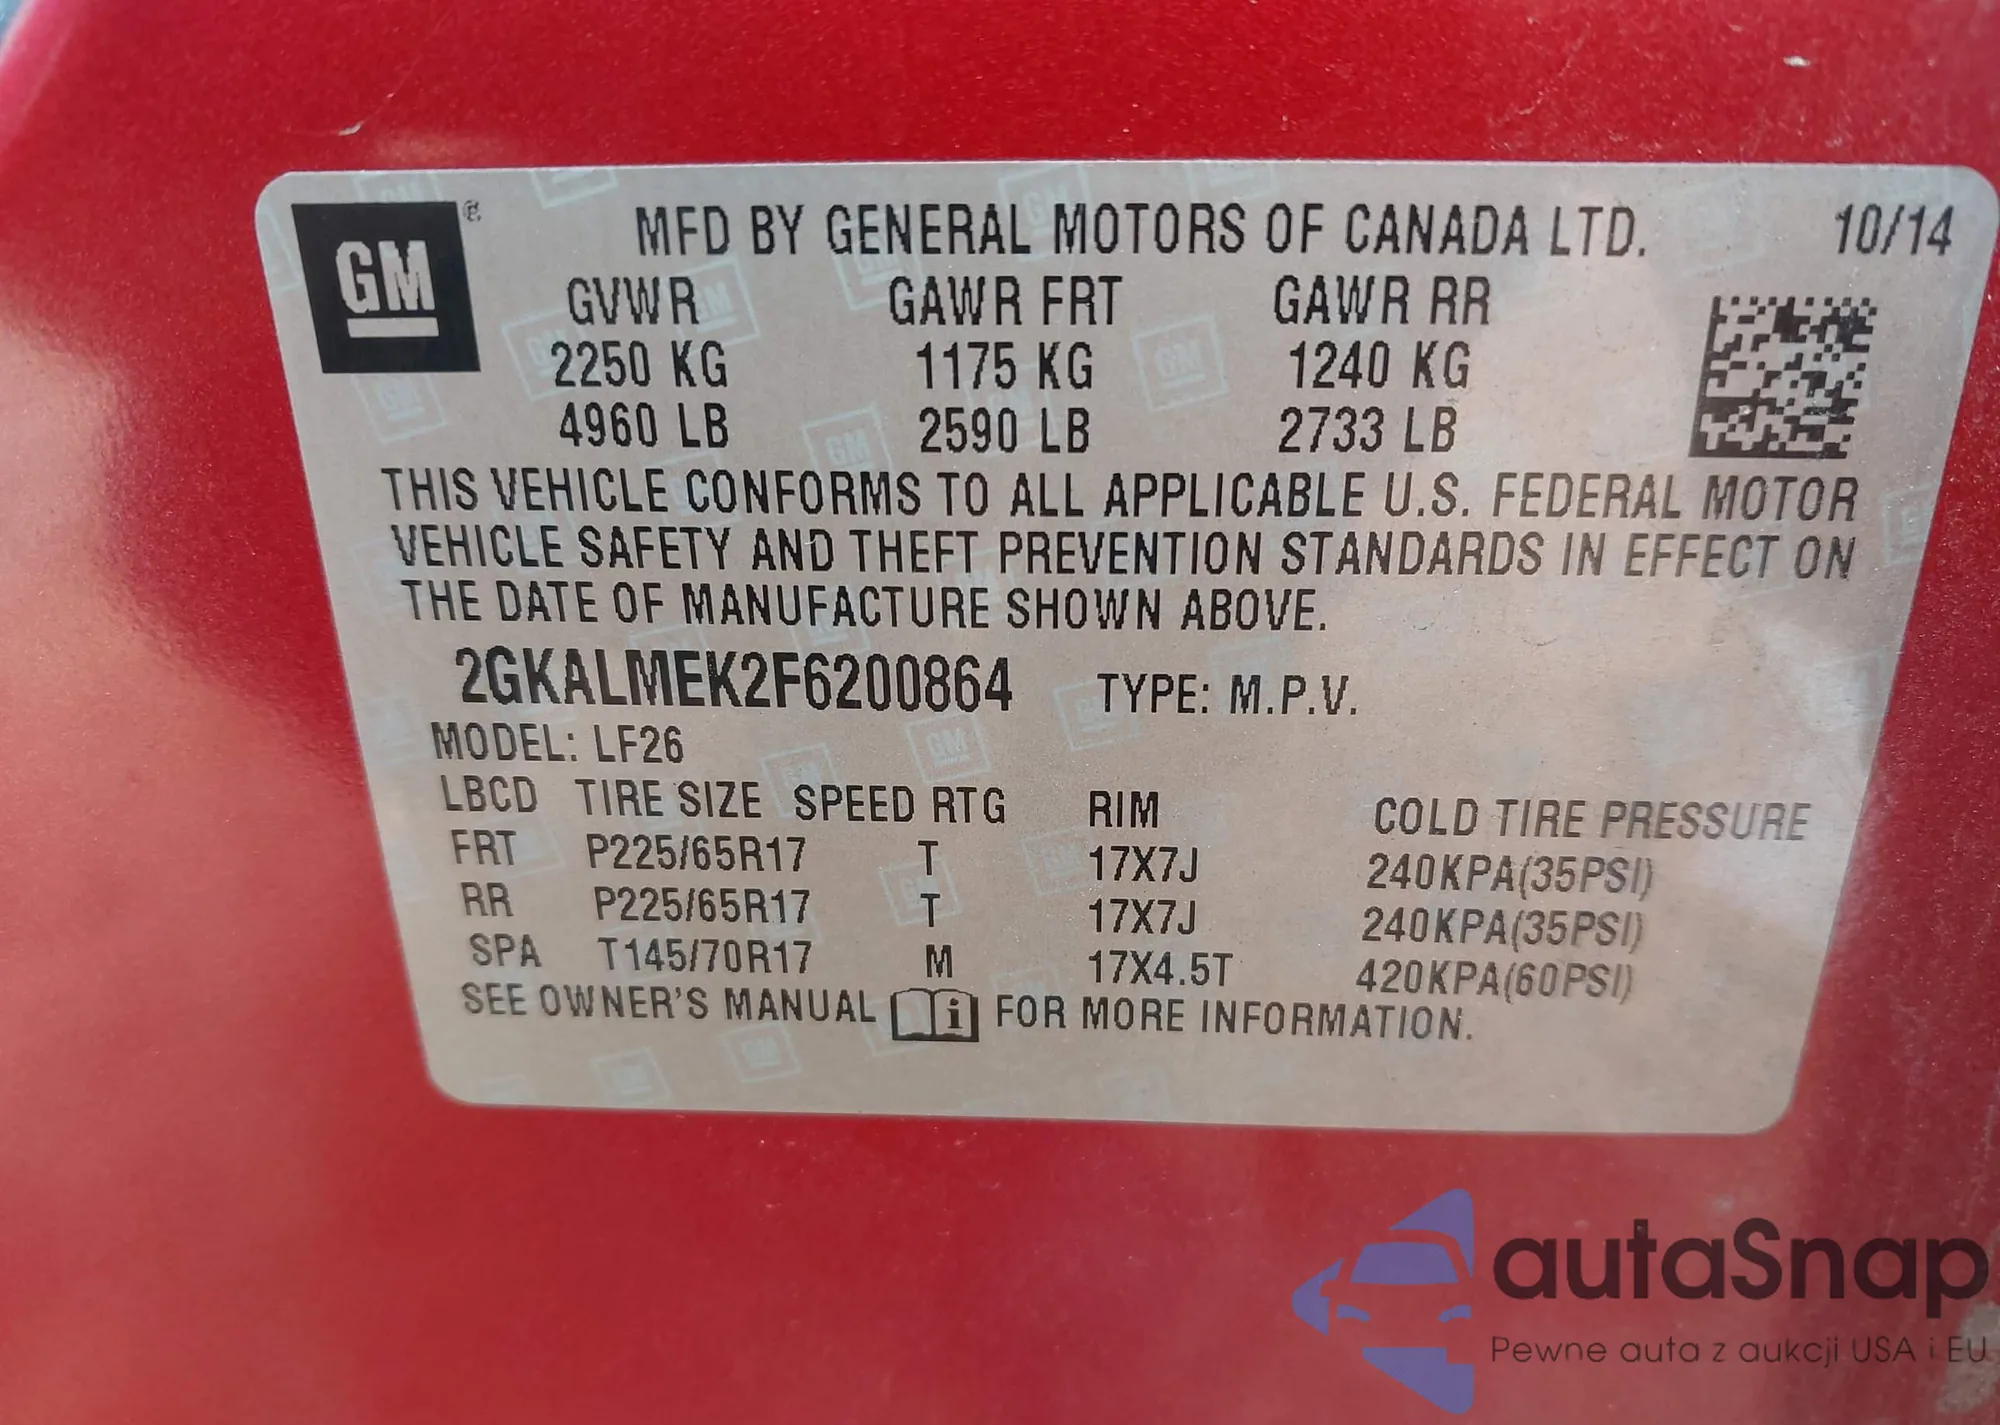 GM
MFD BY GENERAL MOTORS OF CANADA LTD. 10/14
GVWR GAWR FRT GAWR RR
2250 KG 1175 KG 1240 KG
4960 LB 2590 LB 2733 LB
THIS VEHICLE CONFORMS TO ALL APPLICABLE U.S. FEDERAL MOTOR
VEHICLE SAFETY AND THEFT PREVENTION STANDARDS IN EFFECT ON
THE DATE OF MANUFACTURE SHOWN ABOVE.
2GKALMEK2F6200864 TYPE: M.P.V.
MODEL: LF26
LBCD TIRE SIZE SPEED RTG RIM COLD TIRE PRESSURE
FRT P225/65R17 T 17X7J 240KPA(35PSI)
RR P225/65R17 T 17X7J 240KPA(35PSI)
SPA T145/70R17 M 17X4.5T 420KPA(60PSI)
SEE OWNER'S MANUAL FOR MORE INFORMATION.
autaSnap
Pewne auta z aukcji USA i EU